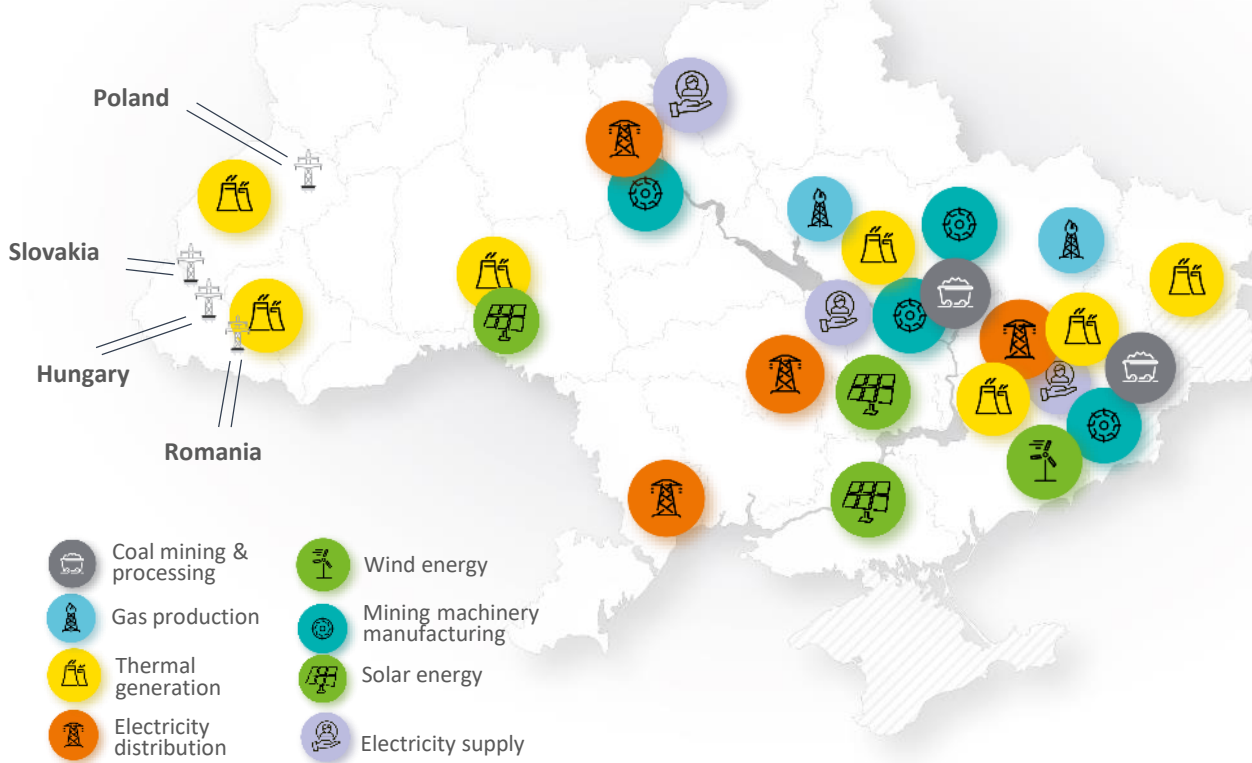 Poland
Slovakia
Hungary
Romania
Coal mining &
processing
Gas production
Thermal
generation
Electricity
distribution
Wind energy
Mining machinery
manufacturing
Solar energy
Electricity supply